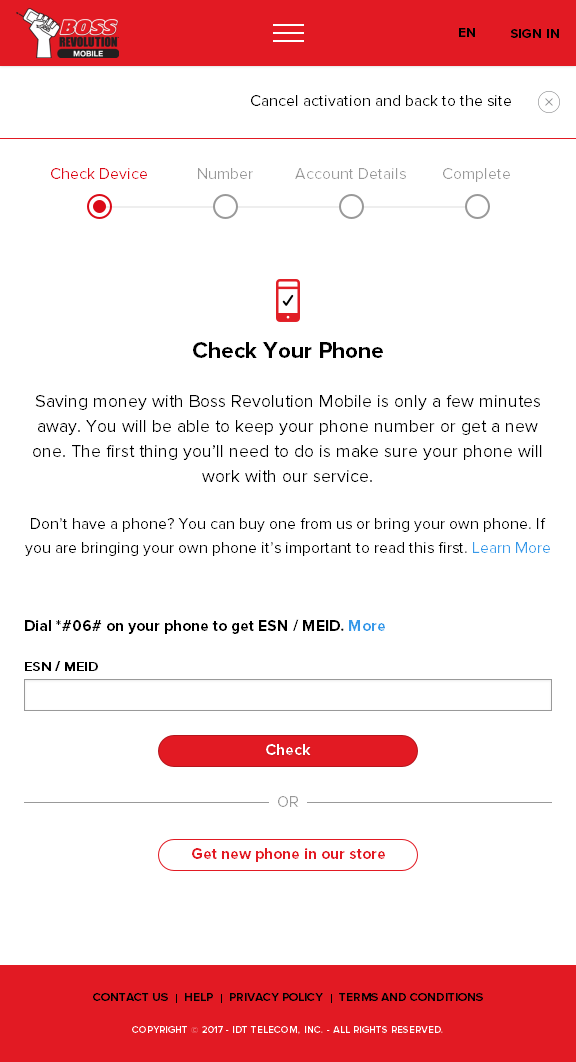 BOSS
REVOLUTION
MOBILE
EN
SIGN IN
Cancel activation and back to the site
Check Device
Number
Account Details
Complete
Check Your Phone
Saving money with Boss Revolution Mobile is only a few minutes
away. You will be able to keep your phone number or get a new
one. The first thing you’ll need to do is make sure your phone will
work with our service.
Don’t have a phone? You can buy one from us or bring your own phone. If
you are bringing your own phone it’s important to read this first. Learn More
Dial *#06# on your phone to get ESN / MEID. More
ESN / MEID
Check
OR
Get new phone in our store
CONTACT US | HELP | PRIVACY POLICY | TERMS AND CONDITIONS
COPYRIGHT © 2017 - IDT TELECOM, INC. - ALL RIGHTS RESERVED.